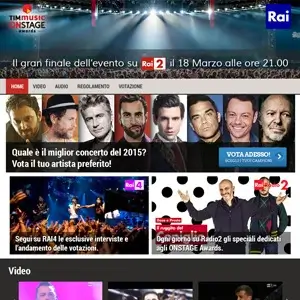 TIMMUSIC
ONSTAGE
Awards
Rai
Il gran finale dell'evento su Rai 2 il 18 Marzo alle ore 21.00
HOME VIDEO AUDIO REGOLAMENTO VOTAZIONE
Quale è il miglior concerto del 2015?
Vota il tuo artista preferito!
VOTA ADESSO!
SCEGLI I TUOI CAMPIONI
Rai 4
Segui su RAI4 le esclusive interviste e
l'andamento delle votazioni.
Rai Radio 2
Ogni giorno su Radio2 gli speciali dedicati
agli ONSTAGE Awards.
Video